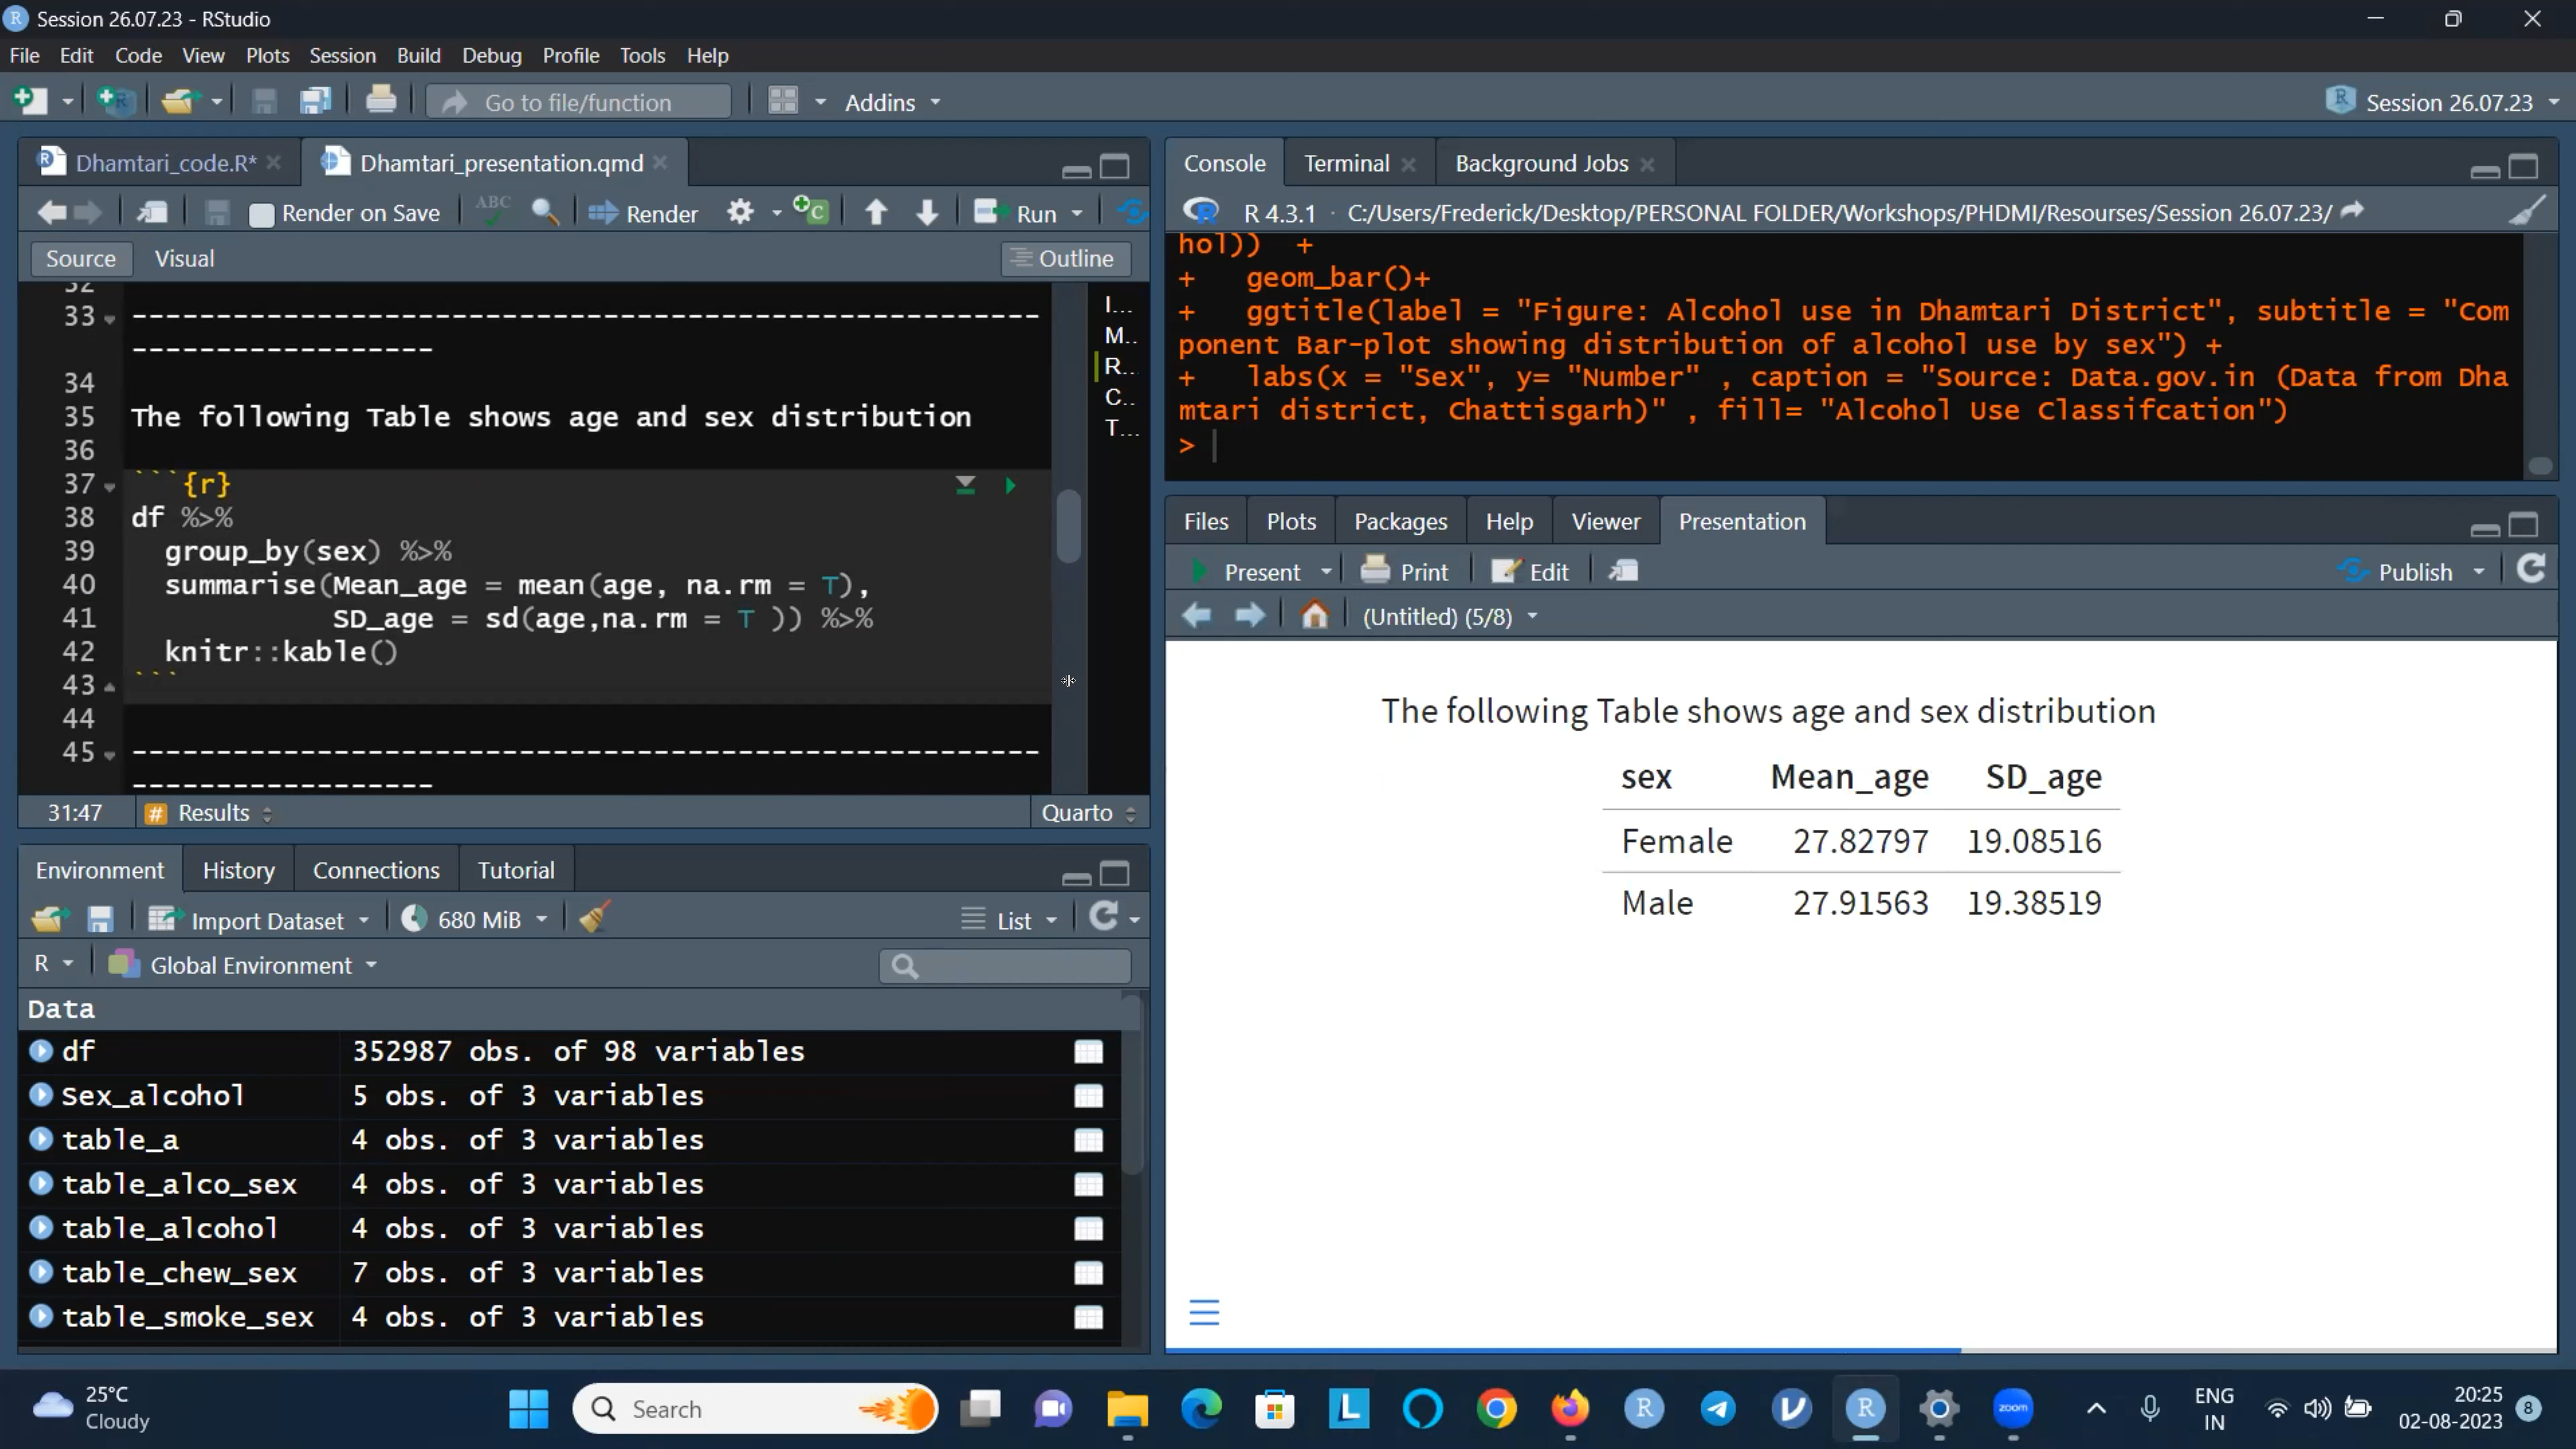 Session 26.07.23 - RStudio
File Edit Code View Plots Session Build Debug Profile Tools Help
Go to file/function Addins Session 26.07.23
Dhamtari_code.R* Dhamtari_presentation.qmd
ABC Render on Save Render Run
Source Visual Outline
32
33 ------------------------------------------------------
------------------
34
35 The following Table shows age and sex distribution
36
37 ```{r}
38 df %>%
39 group_by(sex) %>%
40 summarise(Mean_age = mean(age, na.rm = T),
41 SD_age = sd(age,na.rm = T )) %>%
42 knitr::kable()
43 ```
44
45 ------------------------------------------------------
------------------
I...
M..
R..
C..
T...
31:47 # Results Quarto
Environment History Connections Tutorial
Import Dataset 680 MiB List
R Global Environment
Data
df 352987 obs. of 98 variables
Sex_alcohol 5 obs. of 3 variables
table_a 4 obs. of 3 variables
table_alco_sex 4 obs. of 3 variables
table_alcohol 4 obs. of 3 variables
table_chew_sex 7 obs. of 3 variables
table_smoke_sex 4 obs. of 3 variables
Console Terminal Background Jobs
R 4.3.1 · C:/Users/Frederick/Desktop/PERSONAL FOLDER/Workshops/PHDMI/Resourses/Session 26.07.23/
hol)) +
+ geom_bar()+
+ ggtitle(label = "Figure: Alcohol use in Dhamtari District", subtitle = "Com
ponent Bar-plot showing distribution of alcohol use by sex") +
+ labs(x = "Sex", y= "Number" , caption = "Source: Data.gov.in (Data from Dha
mtari district, Chattisgarh)" , fill= "Alcohol Use Classifcation")
>
Files Plots Packages Help Viewer Presentation
Present Print Edit Publish
(Untitled) (5/8)
The following Table shows age and sex distribution
sex Mean_age SD_age
Female 27.82797 19.08516
Male 27.91563 19.38519
25°C
Cloudy
Search
L
zoom
ENG
IN
20:25
02-08-2023
8